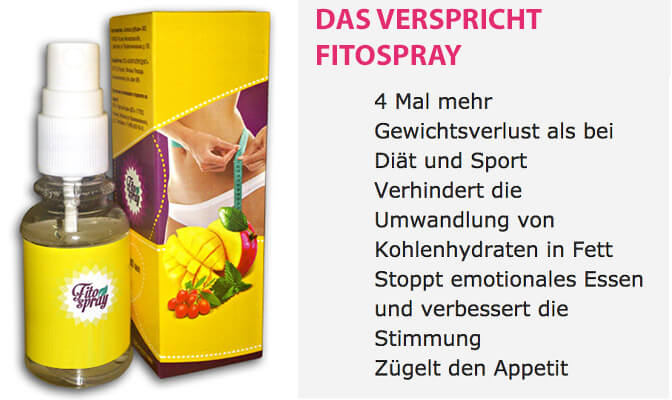 DAS VERSPRICHT
FITOSPRAY
4 Mal mehr
Gewichtsverlust als bei
Diät und Sport
Verhindert die
Umwandlung von
Kohlenhydraten in Fett
Stoppt emotionales Essen
und verbessert die
Stimmung
Zügelt den Appetit
Fito
spray
Fito
spray